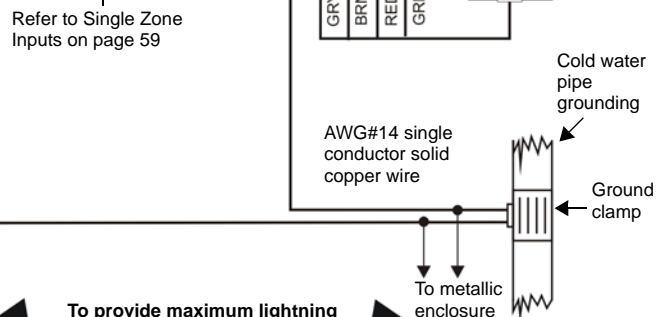 Refer to Single Zone
Inputs on page 59
GRY
BRN
RED
Cold water
pipe
grounding
AWG#14 single
conductor solid
copper wire
Ground
clamp
To metallic
enclosure
To provide maximum lightning